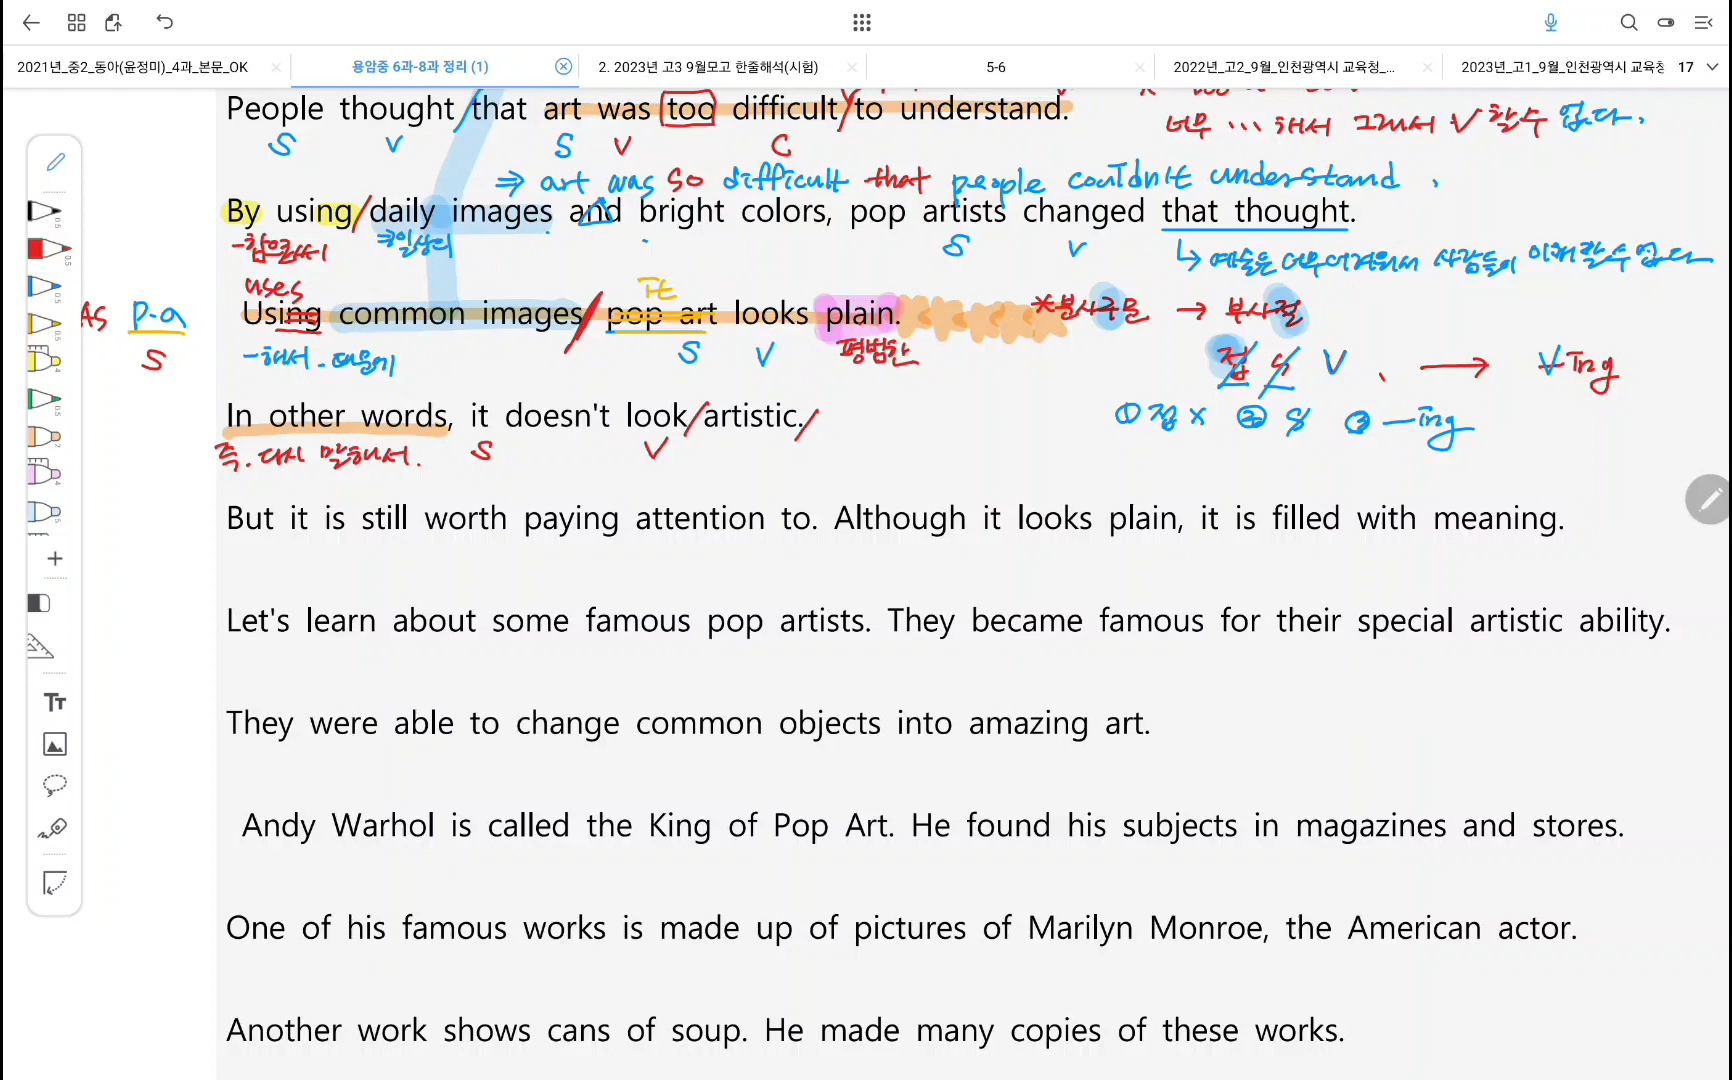 2021년_중2_동아(윤정미)_4과_본문_OK
용암중 6과-8과 정리 (1)
2. 2023년 고3 9월모고 한줄해석(시험)
5-6
2022년_고2_9월_인천광역시 교육청_...
2023년_고1_9월_인천광역시 교육청
17
People thought that art was too difficult to understand.
너무 ... 해서 그래서 V 할 수 없다.
S V S V C
⇒ art was so difficult that people couldn't understand .
By using daily images and bright colors, pop artists changed that thought.
-함으로써
일상의
S V
↳ 예술은 너무 어려워서 사람들이 이해할 수 없다
uses
As p-a
S
Using common images pop art looks plain.
*분사구문 → 부사절
-해서. 때문에
S V
평범한
접 S V , → V-ing
In other words, it doesn't look artistic.
①접 X ② S ③ -ing
즉. 다시 말해서.
S V
But it is still worth paying attention to. Although it looks plain, it is filled with meaning.
Let's learn about some famous pop artists. They became famous for their special artistic ability.
They were able to change common objects into amazing art.
Andy Warhol is called the King of Pop Art. He found his subjects in magazines and stores.
One of his famous works is made up of pictures of Marilyn Monroe, the American actor.
Another work shows cans of soup. He made many copies of these works.
Tт